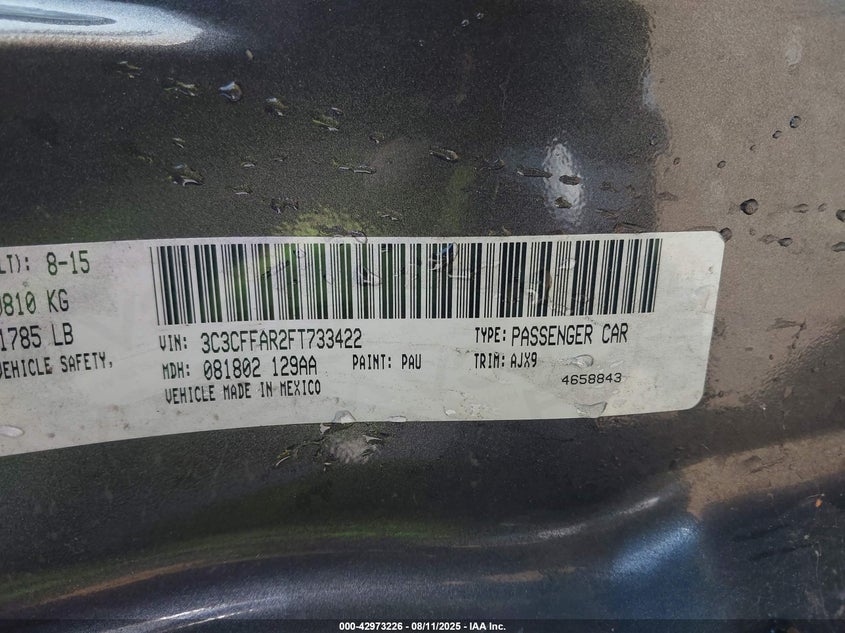 LT): 8-15
810 KG
1785 LB
VEHICLE SAFETY,
VIN: 3C3CFFAR2FT733422 TYPE: PASSENGER CAR
MDH: 081802 129AA PAINT: PAU TRIM: AJX9
VEHICLE MADE IN MEXICO 4658843
000-42973226 - 08/11/2025 - IAA Inc.